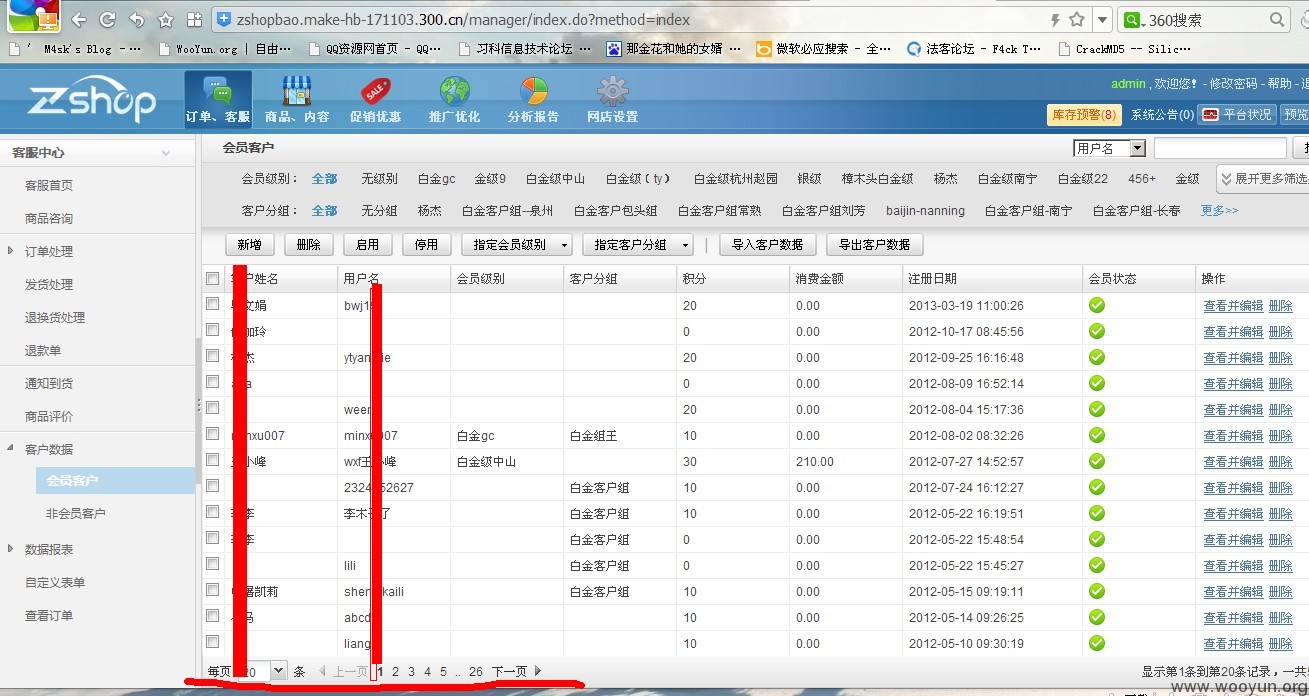 zshopbao.make-hb-171103.300.cn/manager/index.do?method=index
360搜索
M4sk's Blog - ···
WooYun.org | 自由···
QQ资源网首页 - QQ···
习科信息技术论坛 ···
那金花和她的女婿 ···
微软必应搜索 - 全···
法客论坛 - F4ck T···
CrackMD5 -- Silic···
Zshop
订单、客服
商品、内容
SALE
促销优惠
推广优化
分析报告
网店设置
admin , 欢迎您! - 修改密码 - 帮助 -
库存预警(8) 系统公告(0) 平台状况 预览
客服中心
客服首页
商品咨询
订单处理
发货处理
退换货处理
退款单
通知到货
商品评价
客户数据
会员客户
非会员客户
数据报表
自定义表单
查看订单
会员客户
用户名
会员级别： 全部 无级别 白金gc 金级9 白金级中山 白金级（ty） 白金级杭州赵园 银级 樟木头白金级 杨杰 白金级南宁 白金级22 456+ 金级
展开更多筛选
客户分组： 全部 无分组 杨杰 白金客户组--泉州 白金客户包头组 白金客户组常熟 白金客户组刘芳 baijin-nanning 白金客户组-南宁 白金客户组-长春 更多>>
新增 删除 启用 停用 指定会员级别 指定客户分组 | 导入客户数据 导出客户数据
户姓名 用户名 会员级别 客户分组 积分 消费金额 注册日期 会员状态 操作
文娟 bwj1 20 0.00 2013-03-19 11:00:26 查看并编辑 删除
加玲 0 0.00 2012-10-17 08:45:56 查看并编辑 删除
杰 ytyan ie 20 0.00 2012-09-25 16:16:48 查看并编辑 删除
a 0 0.00 2012-08-09 16:52:14 查看并编辑 删除
weer 20 0.00 2012-08-04 15:17:36 查看并编辑 删除
nxu007 minx 007 白金gc 白金组王 10 0.00 2012-08-02 08:32:26 查看并编辑 删除
小峰 wxf王 峰 白金级中山 30 210.00 2012-07-27 14:52:57 查看并编辑 删除
2324 52627 白金客户组 10 0.00 2012-07-24 16:12:27 查看并编辑 删除
李 李木 了 白金客户组 10 0.00 2012-05-22 16:19:51 查看并编辑 删除
李 白金客户组 0 0.00 2012-05-22 15:48:54 查看并编辑 删除
lili 白金客户组 0 0.00 2012-05-22 15:45:27 查看并编辑 删除
屠凯莉 shen kaili 白金客户组 10 0.00 2012-05-15 09:19:11 查看并编辑 删除
马 abcd 10 0.00 2012-05-14 09:26:25 查看并编辑 删除
liang 10 0.00 2012-05-10 09:30:19 查看并编辑 删除
每页 20 条 上一页 1 2 3 4 5 .. 26 下一页
显示第1条到第20条记录，一共
www.wooyun.org